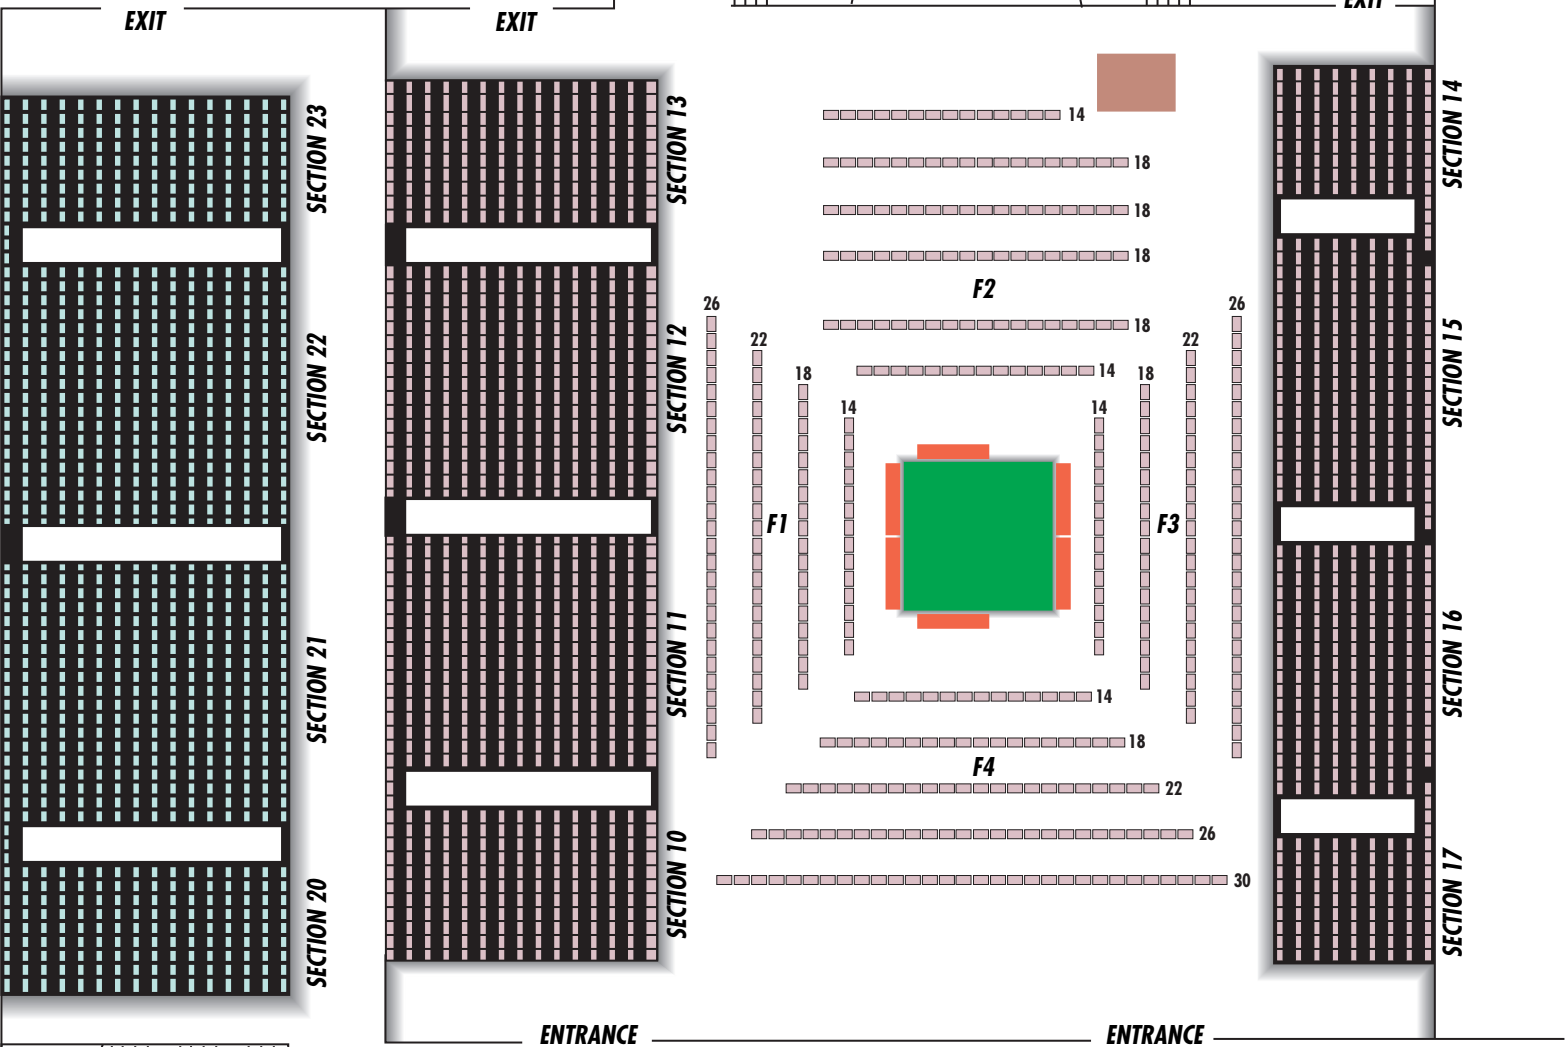 EXIT
EXIT
EXIT
SECTION 23
SECTION 22
SECTION 21
SECTION 20
SECTION 13
SECTION 12
SECTION 11
SECTION 10
14
18
18
18
F2
18
14
26
22
18
14
F1
14
18
22
26
F3
14
18
F4
22
26
30
SECTION 14
SECTION 15
SECTION 16
SECTION 17
ENTRANCE
ENTRANCE